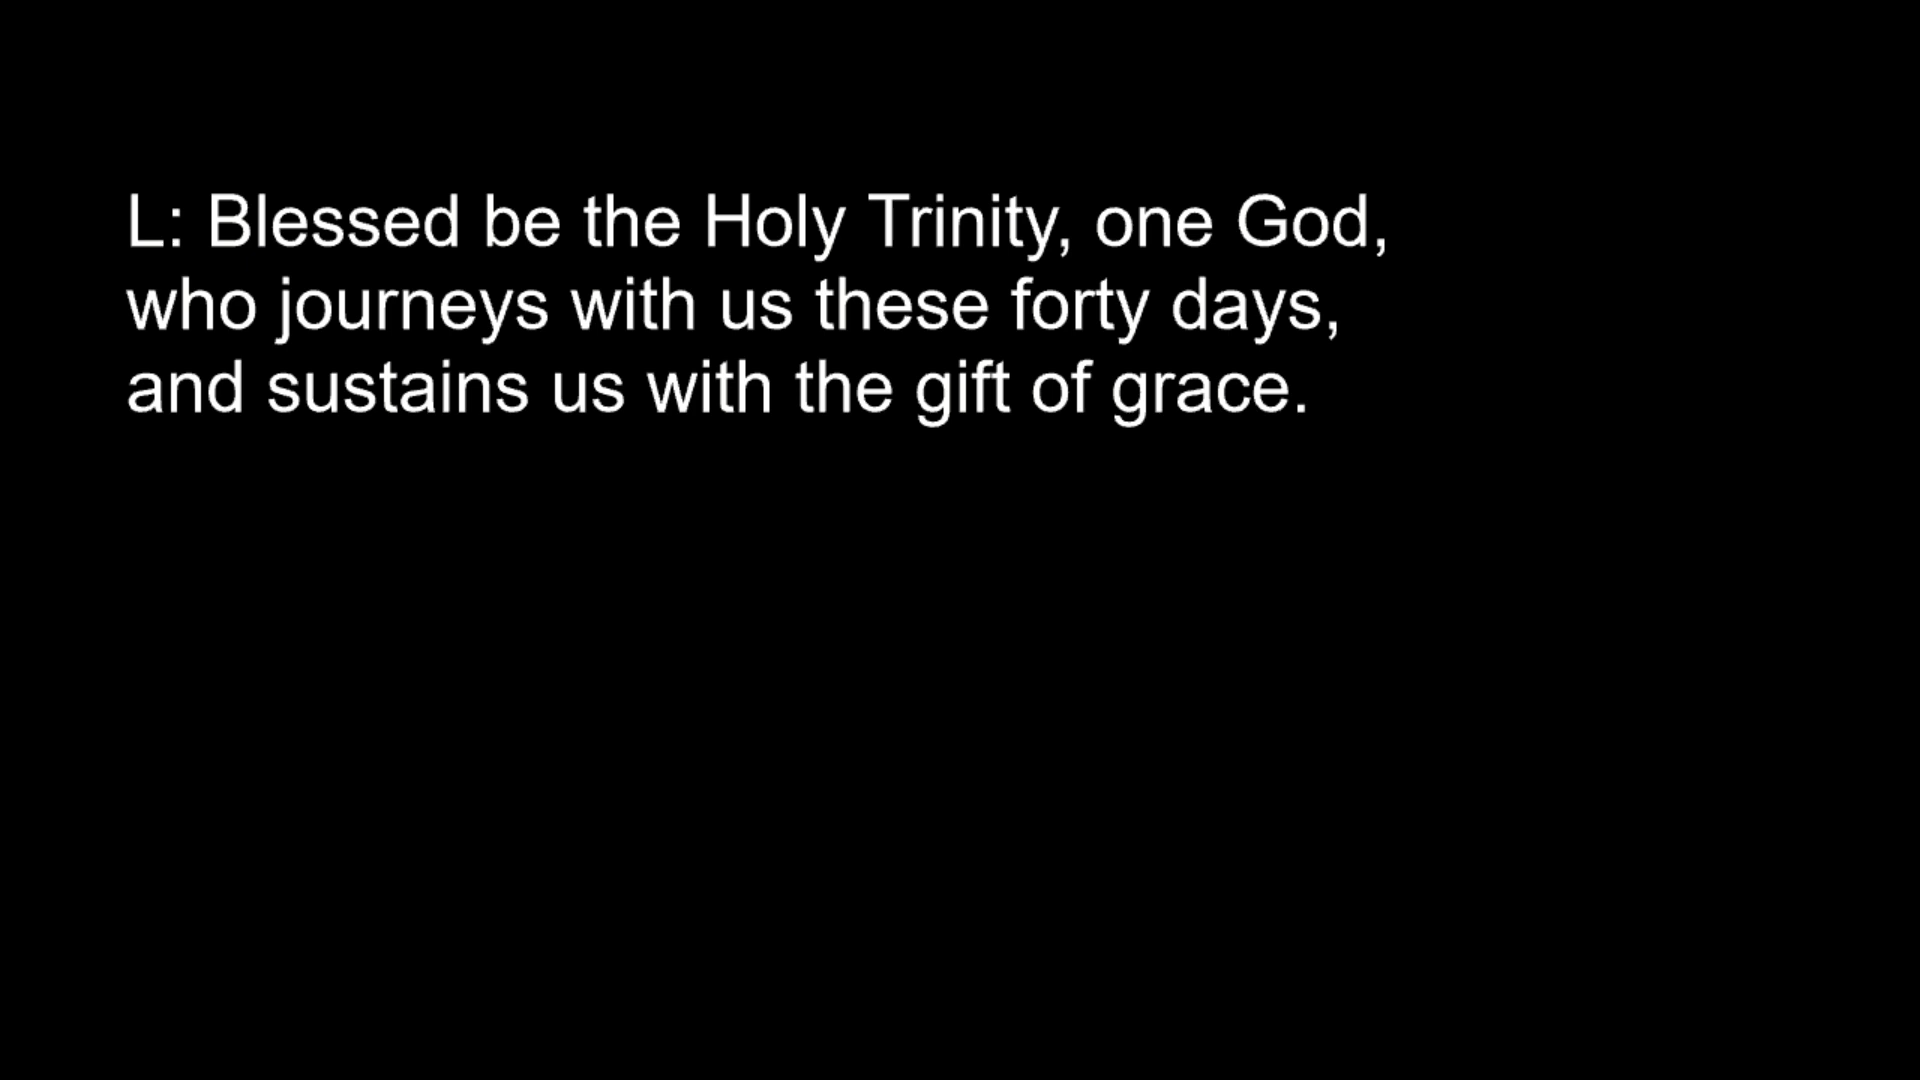 L: Blessed be the Holy Trinity, one God,
who journeys with us these forty days,
and sustains us with the gift of grace.